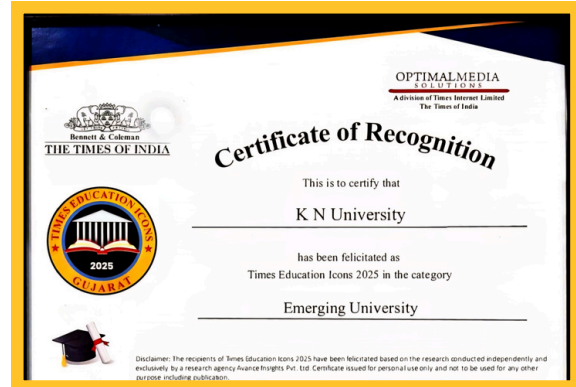 OPTIMALMEDIA
SOLUTIONS
A division of Times Internet Limited
The Times of India
Bennett & Coleman
THE TIMES OF INDIA
Certificate of Recognition
This is to certify that
K N University
has been felicitated as
Times Education Icons 2025 in the category
Emerging University
TIMES EDUCATION ICONS
2025
GUJARAT
Disclaimer: The recipients of Times Education Icons 2025 have been felicitated based on the research conducted independently and
exclusively by a research agency Avance Insights Pvt. Ltd. Certificate issued for personal use only and not to be used for any other
purpose including publication.